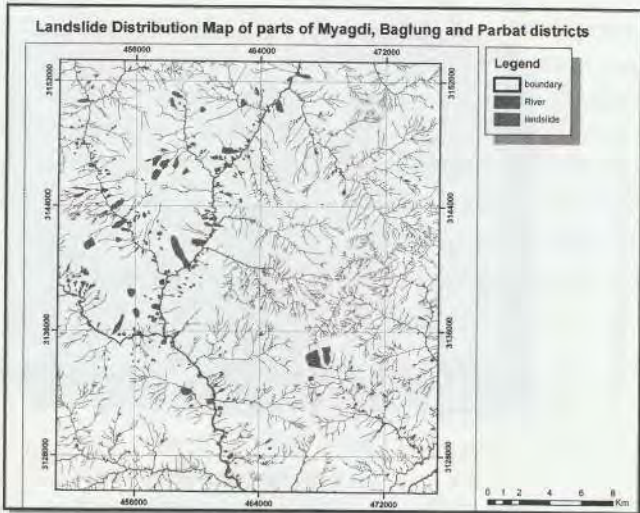 Landslide Distribution Map of parts of Myagdi, Baglung and Parbat districts
456000 464000 472000
Legend
boundary
River
landslide
3152000 3152000
3144000 3144000
3136000 3136000
3128000 3128000
456000 464000 472000
0 1 2 4 6 8
Km